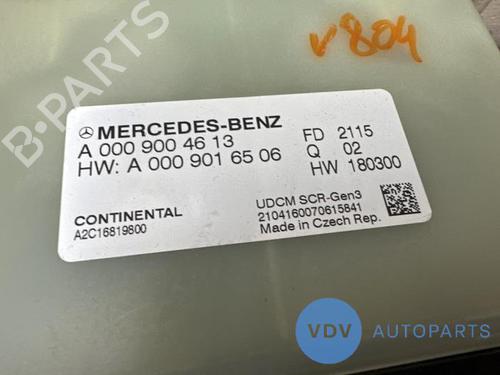 v804
MERCEDES-BENZ
A 000 900 46 13
HW: A 000 901 65 06
FD 2115
Q 02
HW 180300
CONTINENTAL
A2C16819800
UDCM SCR-Gen3
2104160070615841
Made in Czech Rep.
VDV AUTOPARTS